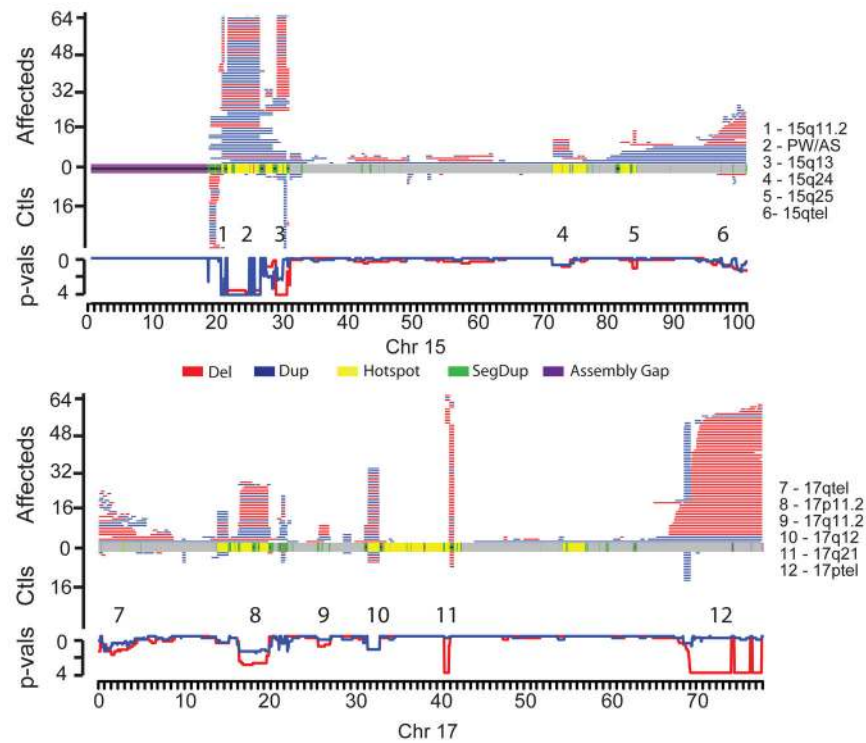 64
48
32
16
0
16
Affecteds
Ctls
1 - 15q11.2
2 - PW/AS
3 - 15q13
4 - 15q24
5 - 15q25
6- 15qtel
1 2 3 4 5 6
p-vals
0
4
0 10 20 30 40 50 60 70 80 90 100
Chr 15
Del Dup Hotspot SegDup Assembly Gap
64
48
32
16
0
16
Affecteds
Ctls
7 - 17qtel
8 - 17p11.2
9 - 17q11.2
10 - 17q12
11 - 17q21
12 - 17ptel
7 8 9 10 11 12
p-vals
0
4
0 10 20 30 40 50 60 70
Chr 17